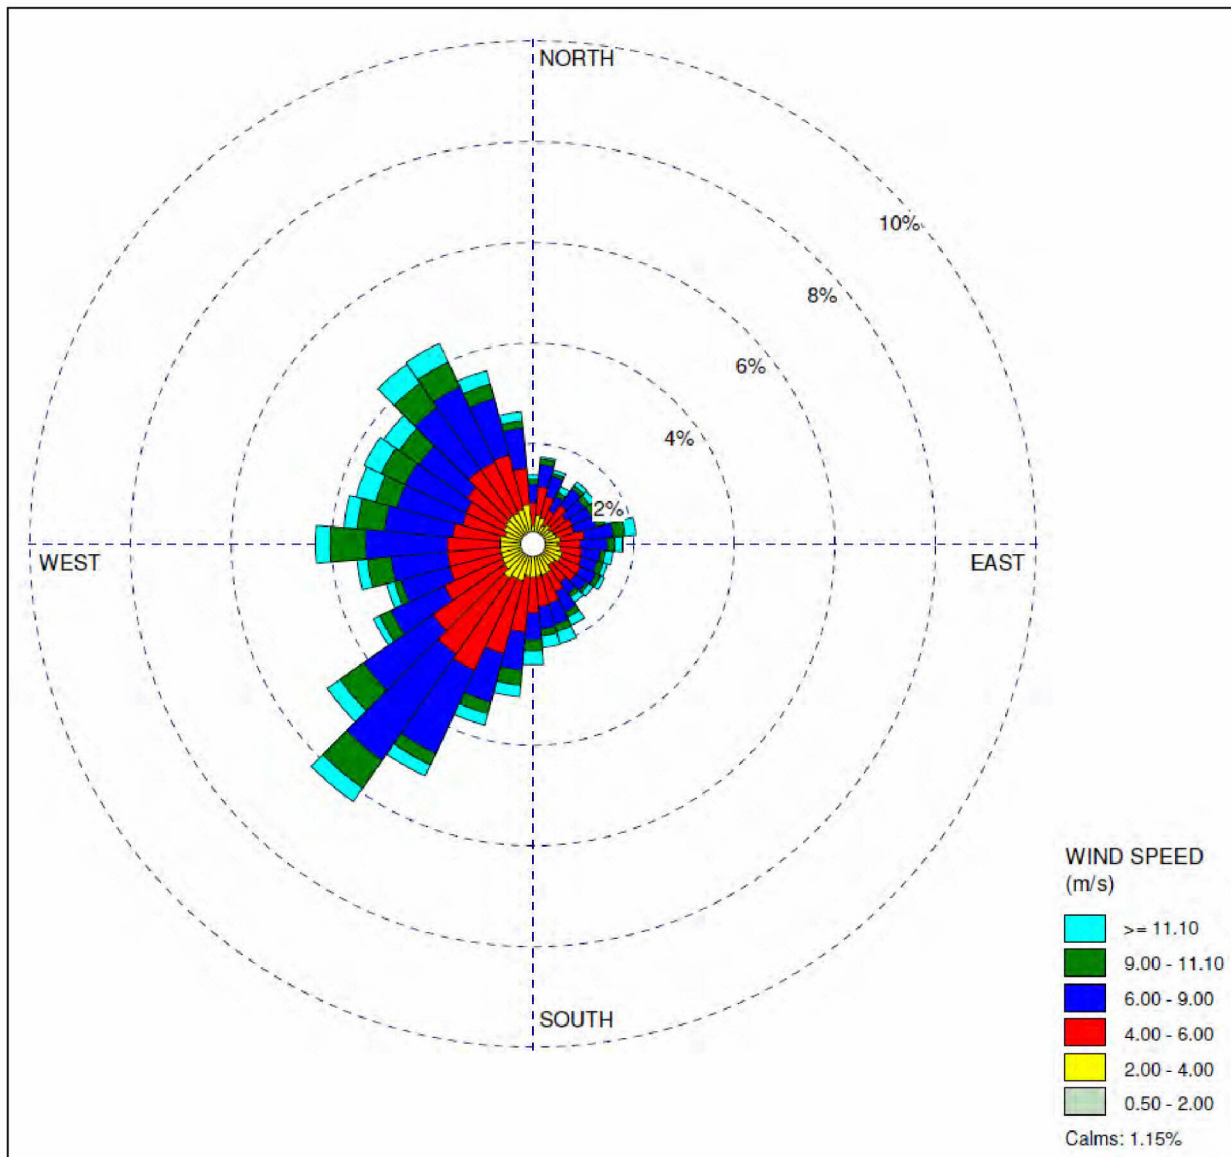 NORTH
10%
8%
6%
4%
2%
WEST
EAST
SOUTH
WIND SPEED
(m/s)
>= 11.10
9.00 - 11.10
6.00 - 9.00
4.00 - 6.00
2.00 - 4.00
0.50 - 2.00
Calms: 1.15%